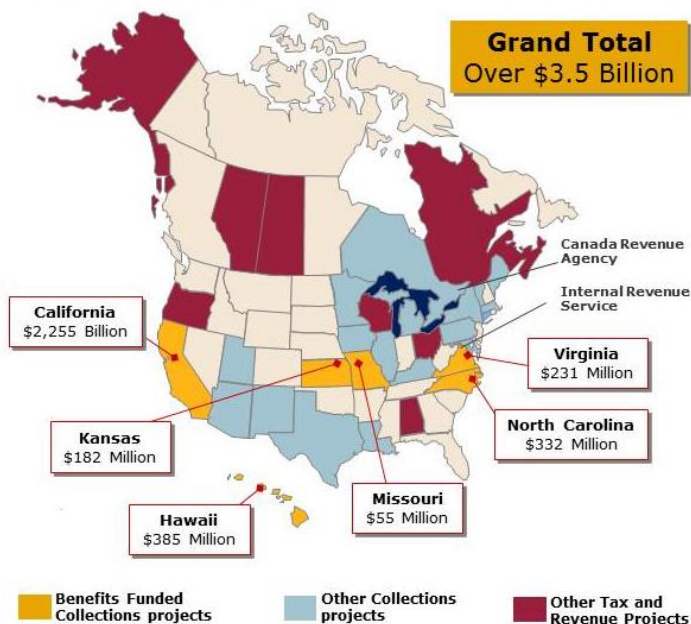 Grand Total
Over $3.5 Billion
Canada Revenue
Agency
Internal Revenue
Service
California
$2,255 Billion
Virginia
$231 Million
Kansas
$182 Million
North Carolina
$332 Million
Hawaii
$385 Million
Missouri
$55 Million
Benefits Funded
Collections projects
Other Collections
projects
Other Tax and
Revenue Projects